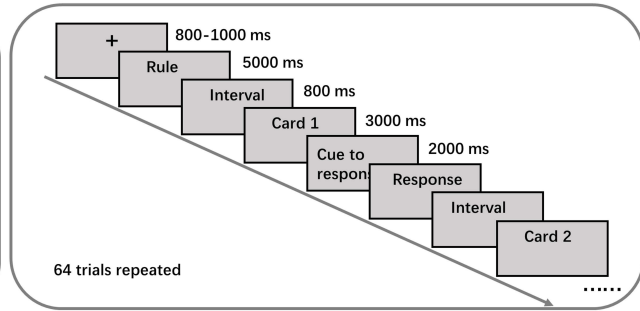 +
800-1000 ms
Rule
5000 ms
Interval
800 ms
Card 1
3000 ms
Cue to
respon
2000 ms
Response
Interval
Card 2
64 trials repeated
……